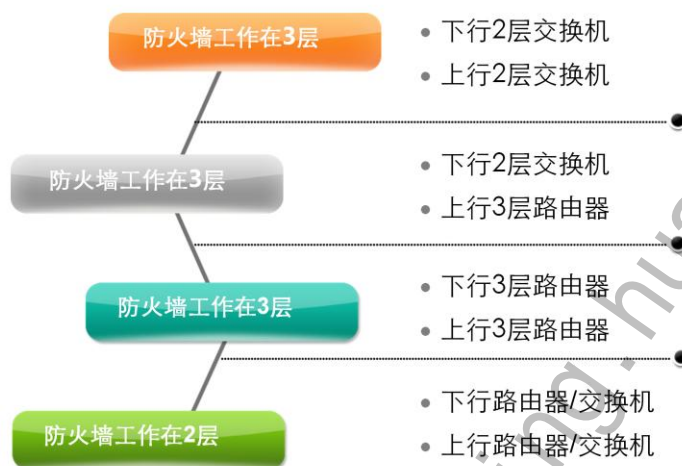 防火墙工作在3层
下行2层交换机
上行2层交换机
防火墙工作在3层
下行2层交换机
上行3层路由器
防火墙工作在3层
下行3层路由器
上行3层路由器
防火墙工作在2层
下行路由器/交换机
上行路由器/交换机
ing.hua